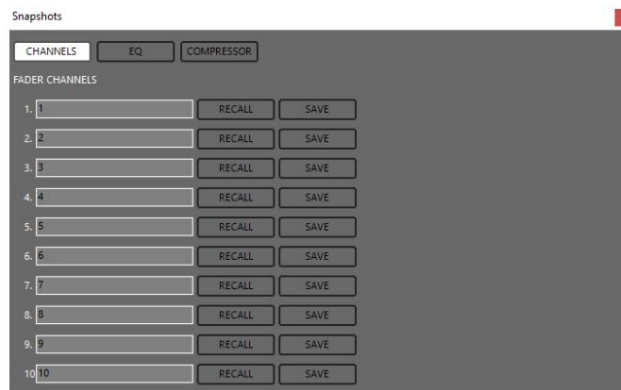 Snapshots
CHANNELS EQ COMPRESSOR
FADER CHANNELS
1. 1 RECALL SAVE
2. 2 RECALL SAVE
3. 3 RECALL SAVE
4. 4 RECALL SAVE
5. 5 RECALL SAVE
6. 6 RECALL SAVE
7. 7 RECALL SAVE
8. 8 RECALL SAVE
9. 9 RECALL SAVE
10 10 RECALL SAVE